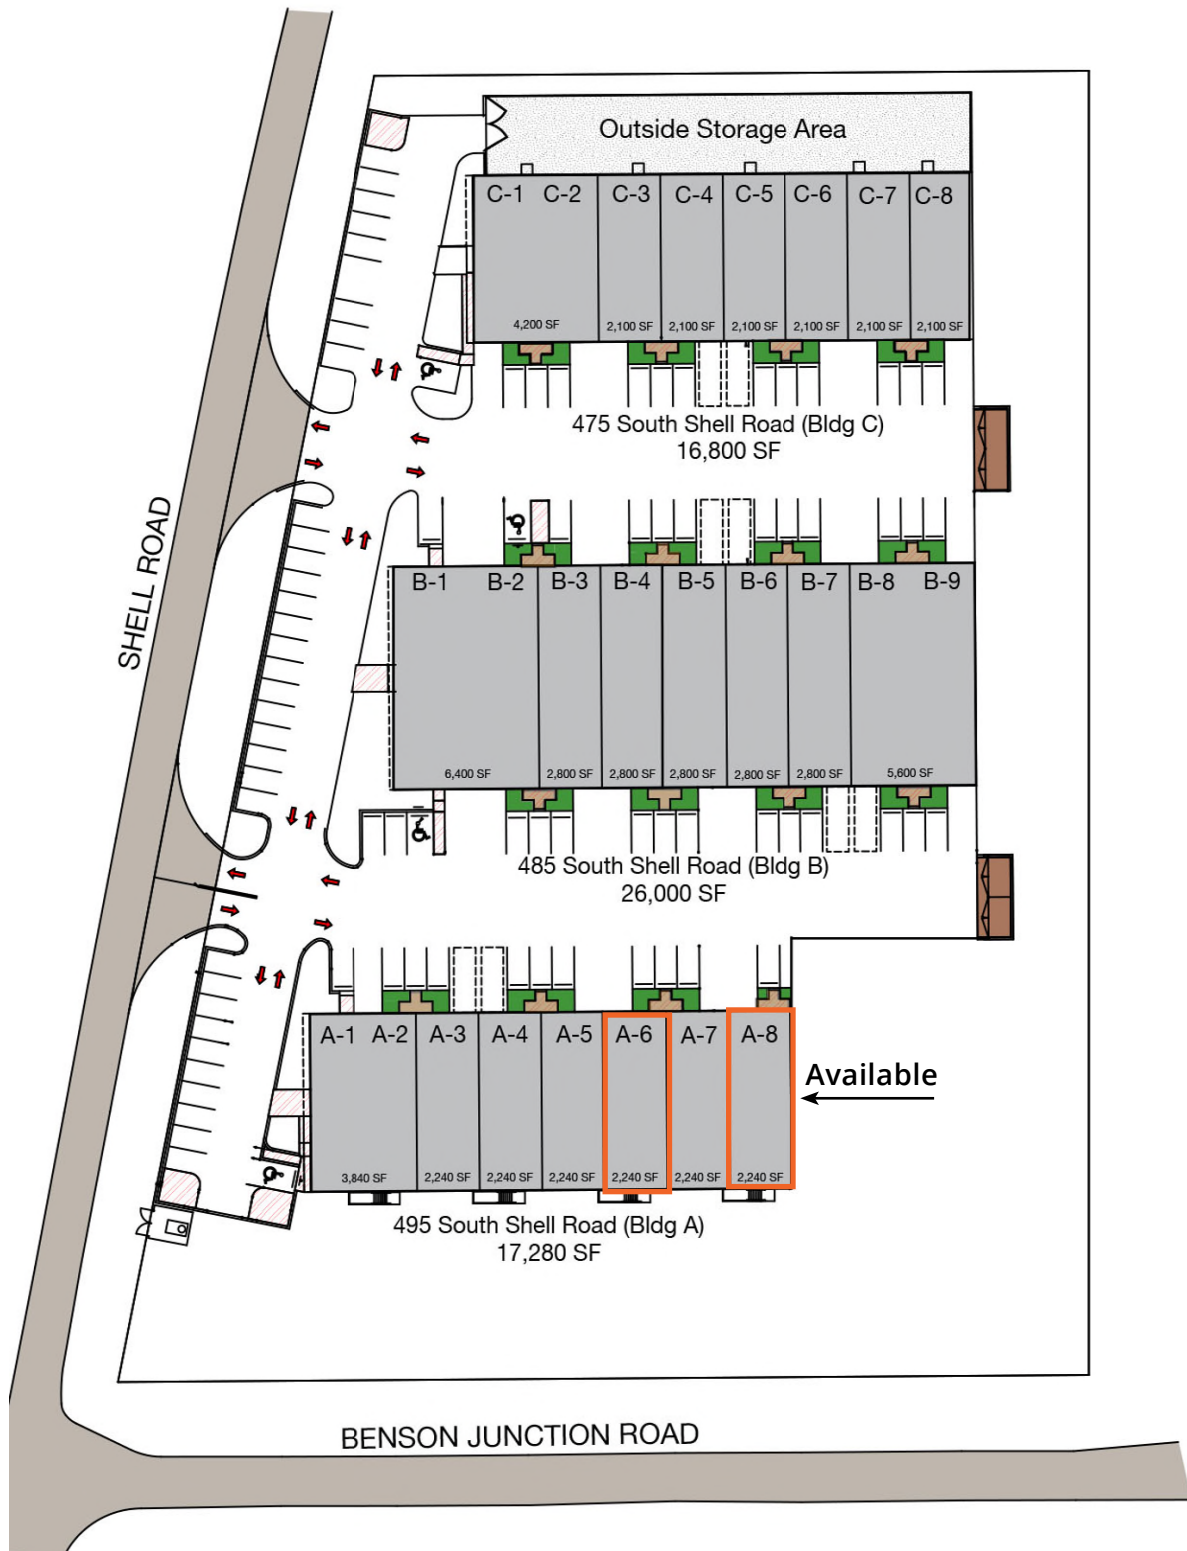 Outside Storage Area
C-1 C-2 C-3 C-4 C-5 C-6 C-7 C-8
4,200 SF 2,100 SF 2,100 SF 2,100 SF 2,100 SF 2,100 SF 2,100 SF
475 South Shell Road (Bldg C)
16,800 SF
SHELL ROAD
B-1 B-2 B-3 B-4 B-5 B-6 B-7 B-8 B-9
6,400 SF 2,800 SF 2,800 SF 2,800 SF 2,800 SF 2,800 SF 5,600 SF
485 South Shell Road (Bldg B)
26,000 SF
A-1 A-2 A-3 A-4 A-5 A-6 A-7 A-8
Available
3,840 SF 2,240 SF 2,240 SF 2,240 SF 2,240 SF 2,240 SF 2,240 SF
495 South Shell Road (Bldg A)
17,280 SF
BENSON JUNCTION ROAD